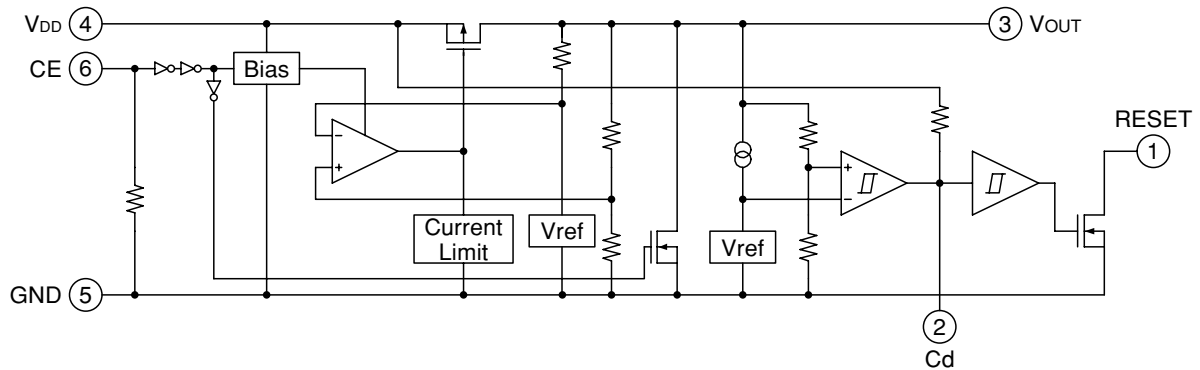 VDD 4
3 VOUT
CE 6
Bias
RESET
1
−
+
+
−
Current
Limit
Vref
Vref
GND 5
2
Cd